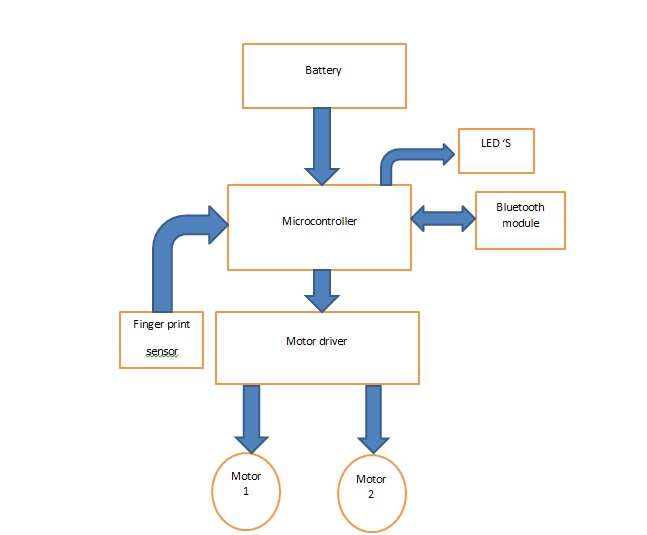 Battery
LED ‘S
Bluetooth
module
Microcontroller
Finger print
sensor
Motor driver
Motor
1
Motor
2